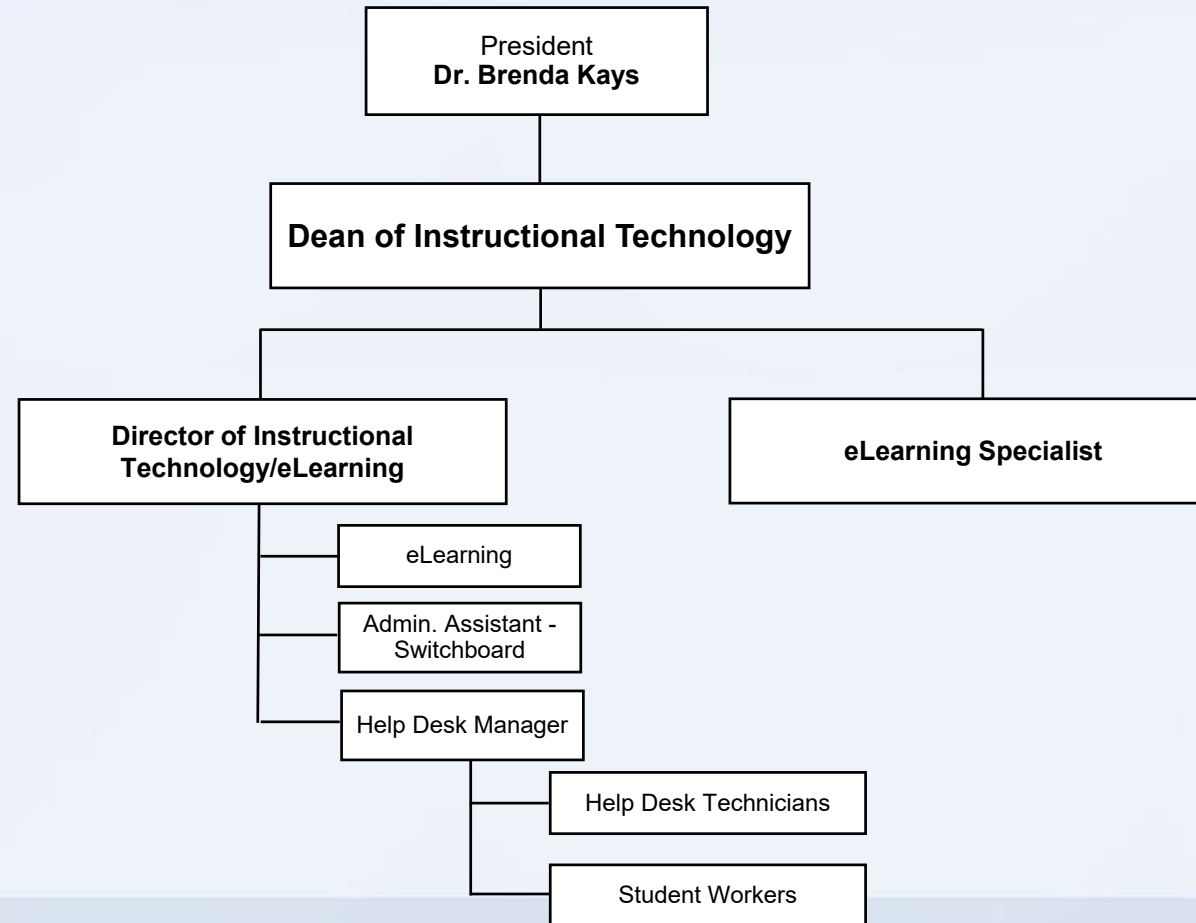 President
Dr. Brenda Kays
Dean of Instructional Technology
Director of Instructional
Technology/eLearning
eLearning Specialist
eLearning
Admin. Assistant -
Switchboard
Help Desk Manager
Help Desk Technicians
Student Workers